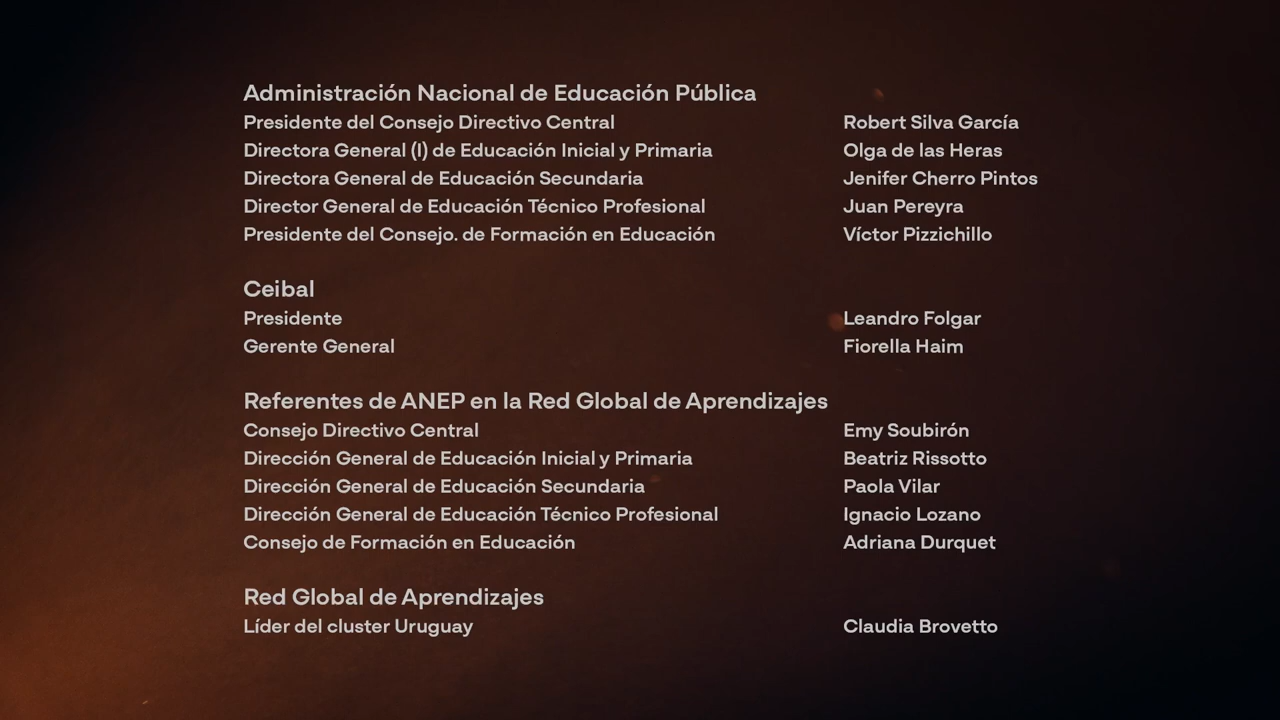 Administración Nacional de Educación Pública
Presidente del Consejo Directivo Central Robert Silva García
Directora General (I) de Educación Inicial y Primaria Olga de las Heras
Directora General de Educación Secundaria Jenifer Cherro Pintos
Director General de Educación Técnico Profesional Juan Pereyra
Presidente del Consejo. de Formación en Educación Víctor Pizzichillo
Ceibal
Presidente Leandro Folgar
Gerente General Fiorella Haim
Referentes de ANEP en la Red Global de Aprendizajes
Consejo Directivo Central Emy Soubirón
Dirección General de Educación Inicial y Primaria Beatriz Rissotto
Dirección General de Educación Secundaria Paola Vilar
Dirección General de Educación Técnico Profesional Ignacio Lozano
Consejo de Formación en Educación Adriana Durquet
Red Global de Aprendizajes
Líder del cluster Uruguay Claudia Brovetto